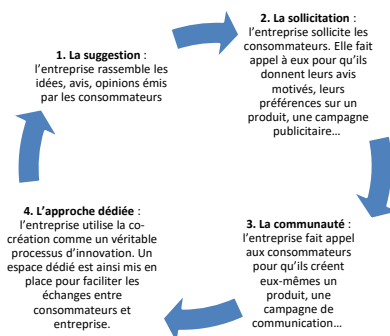 1. La suggestion :
l'entreprise rassemble les
idées, avis, opinions émis
par les consommateurs
2. La sollicitation :
l'entreprise sollicite les
consommateurs. Elle fait
appel à eux pour qu'ils
donnent leurs avis
motivés, leurs
préférences sur un
produit, une campagne
publicitaire…
3. La communauté :
l'entreprise fait appel
aux consommateurs
pour qu'ils créent
eux-mêmes un
produit, une
campagne de
communication…
4. L'approche dédiée :
l'entreprise utilise la co-
création comme un véritable
processus d'innovation. Un
espace dédié est ainsi mis en
place pour faciliter les
échanges entre
consommateurs et
entreprise.